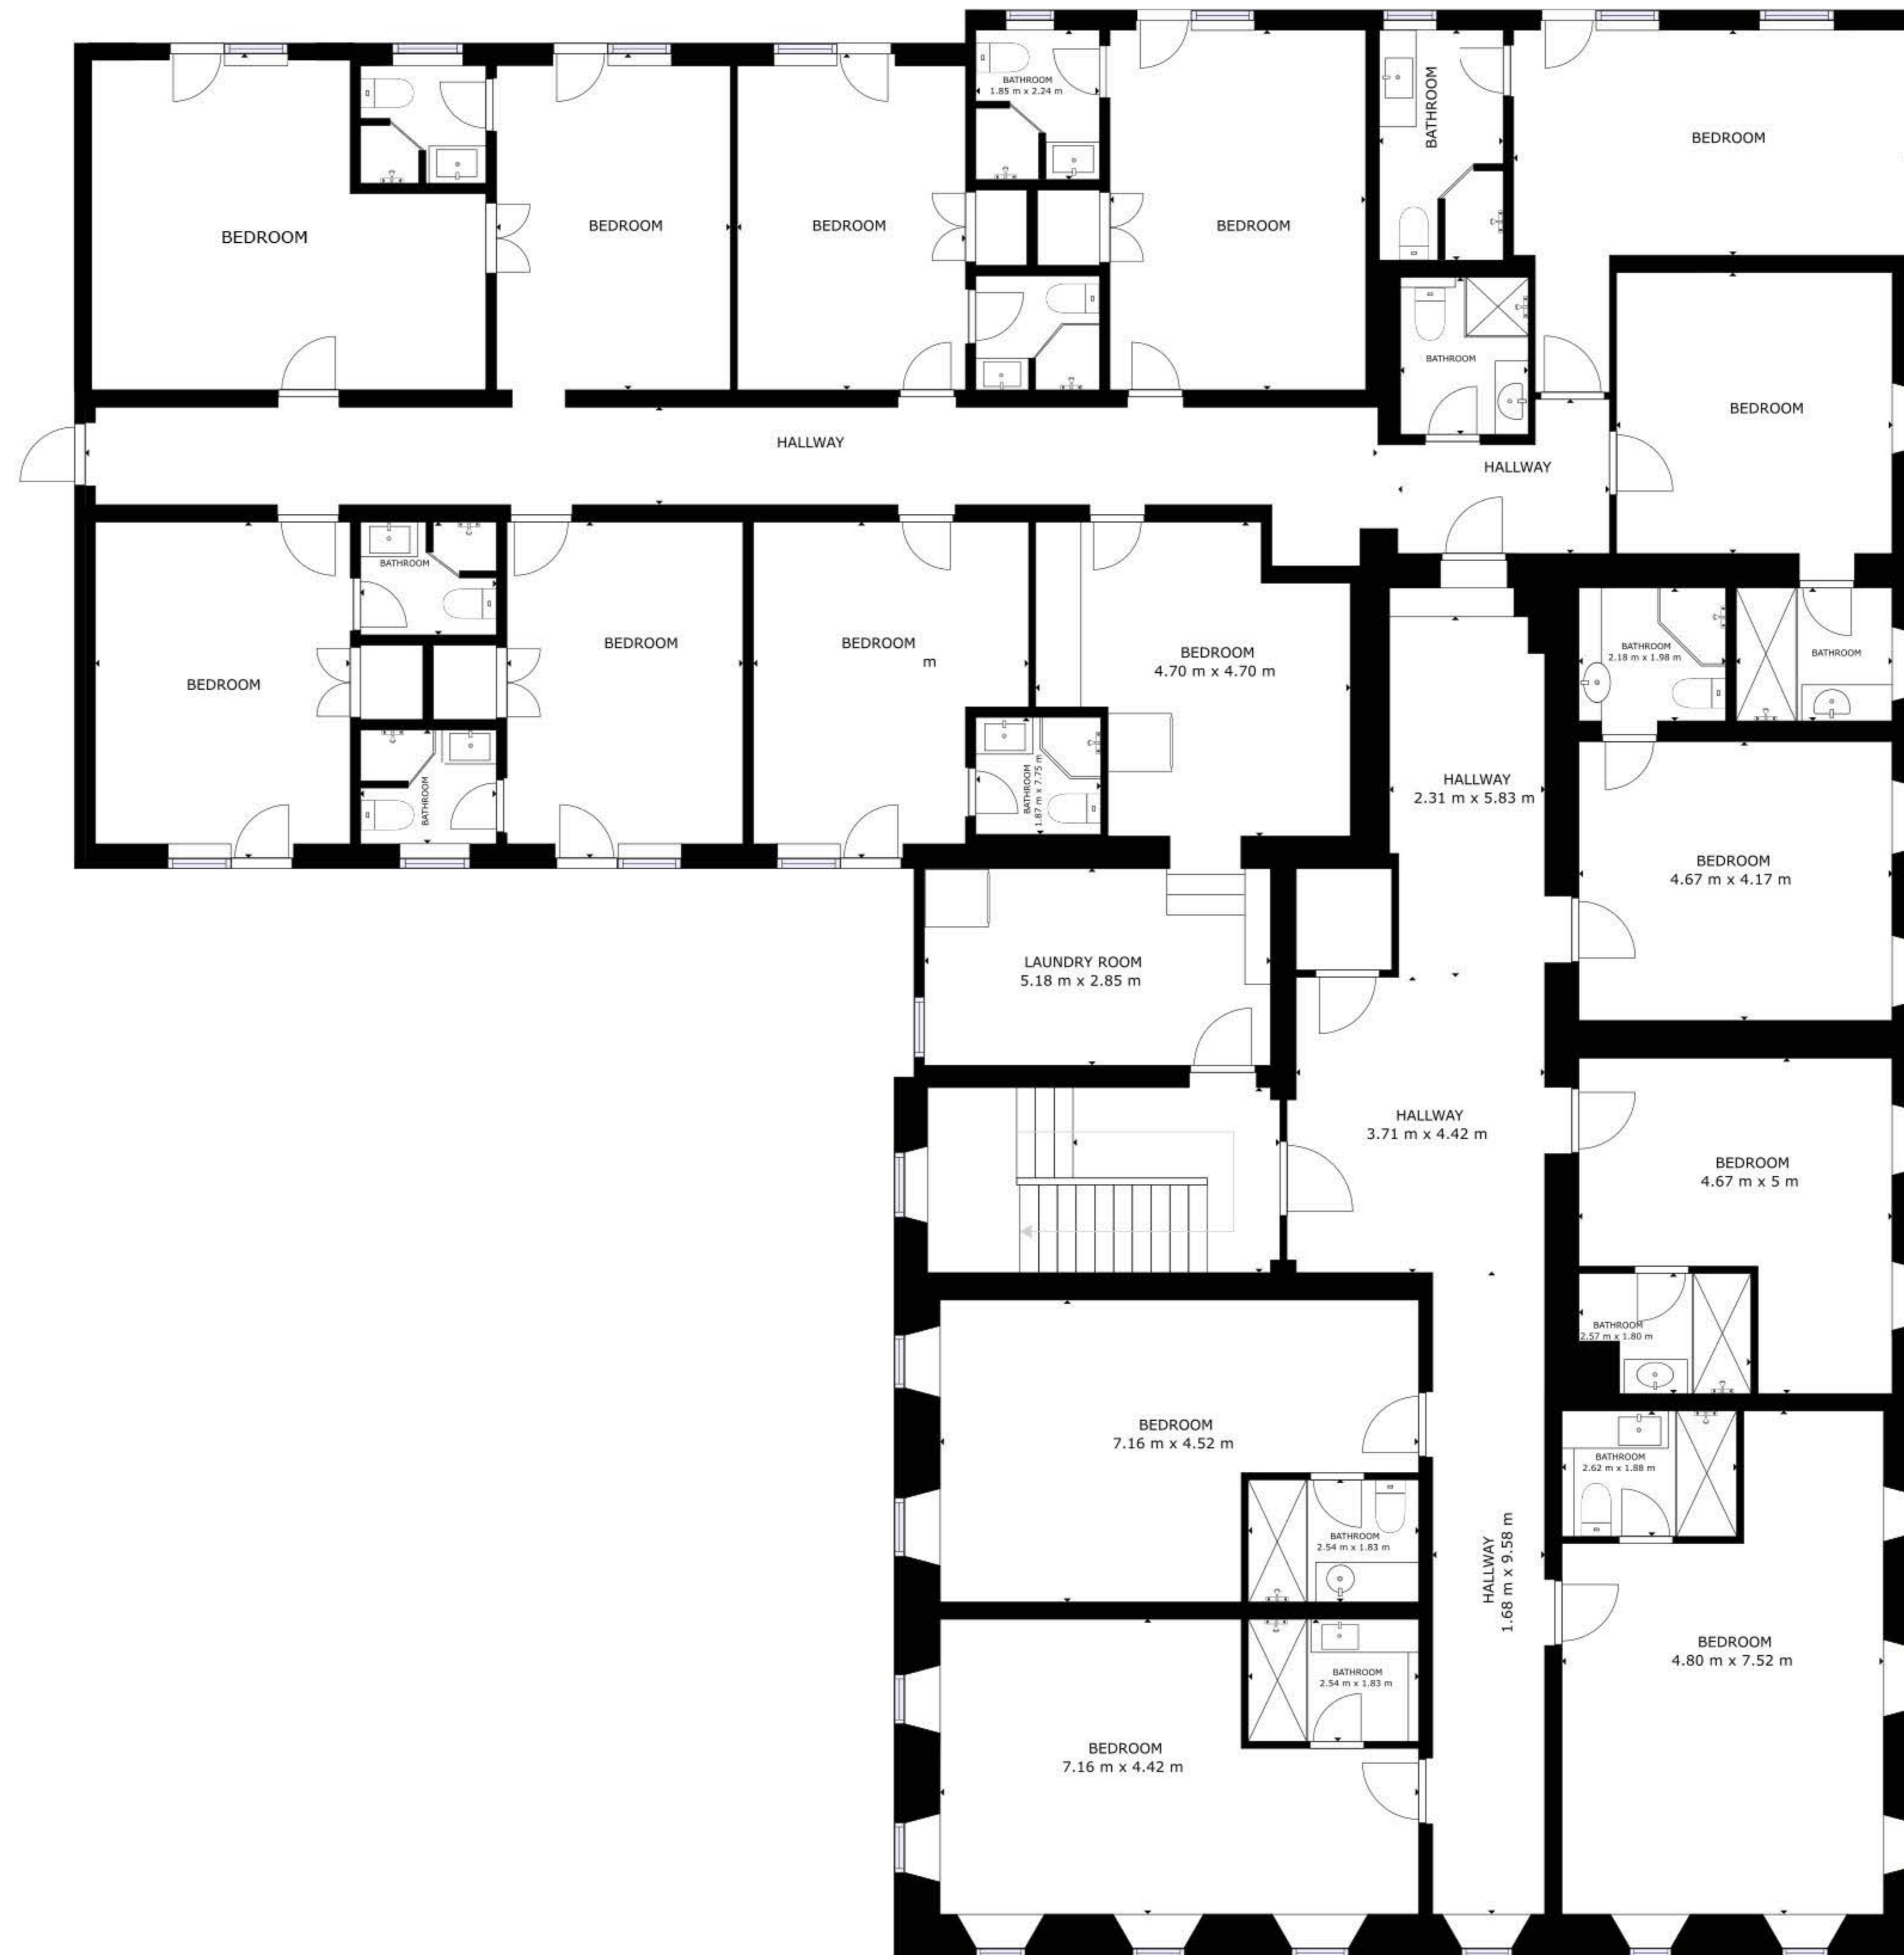 BATHROOM
1.85 m x 2.24 m
BATHROOM
BEDROOM
BEDROOM
BEDROOM
BEDROOM
BEDROOM
BEDROOM
BATHROOM
BEDROOM
HALLWAY
HALLWAY
BATHROOM
BEDROOM
BEDROOM
BEDROOM
m
BEDROOM
4.70 m x 4.70 m
BATHROOM
2.18 m x 1.98 m
BATHROOM
BEDROOM
BATHROOM
BATHROOM
1.87 m x 7.75 m
HALLWAY
2.31 m x 5.83 m
BEDROOM
4.67 m x 4.17 m
LAUNDRY ROOM
5.18 m x 2.85 m
HALLWAY
3.71 m x 4.42 m
BEDROOM
4.67 m x 5 m
BATHROOM
2.57 m x 1.80 m
BEDROOM
7.16 m x 4.52 m
BATHROOM
2.62 m x 1.88 m
BATHROOM
2.54 m x 1.83 m
HALLWAY
1.68 m x 9.58 m
BEDROOM
4.80 m x 7.52 m
BATHROOM
2.54 m x 1.83 m
BEDROOM
7.16 m x 4.42 m